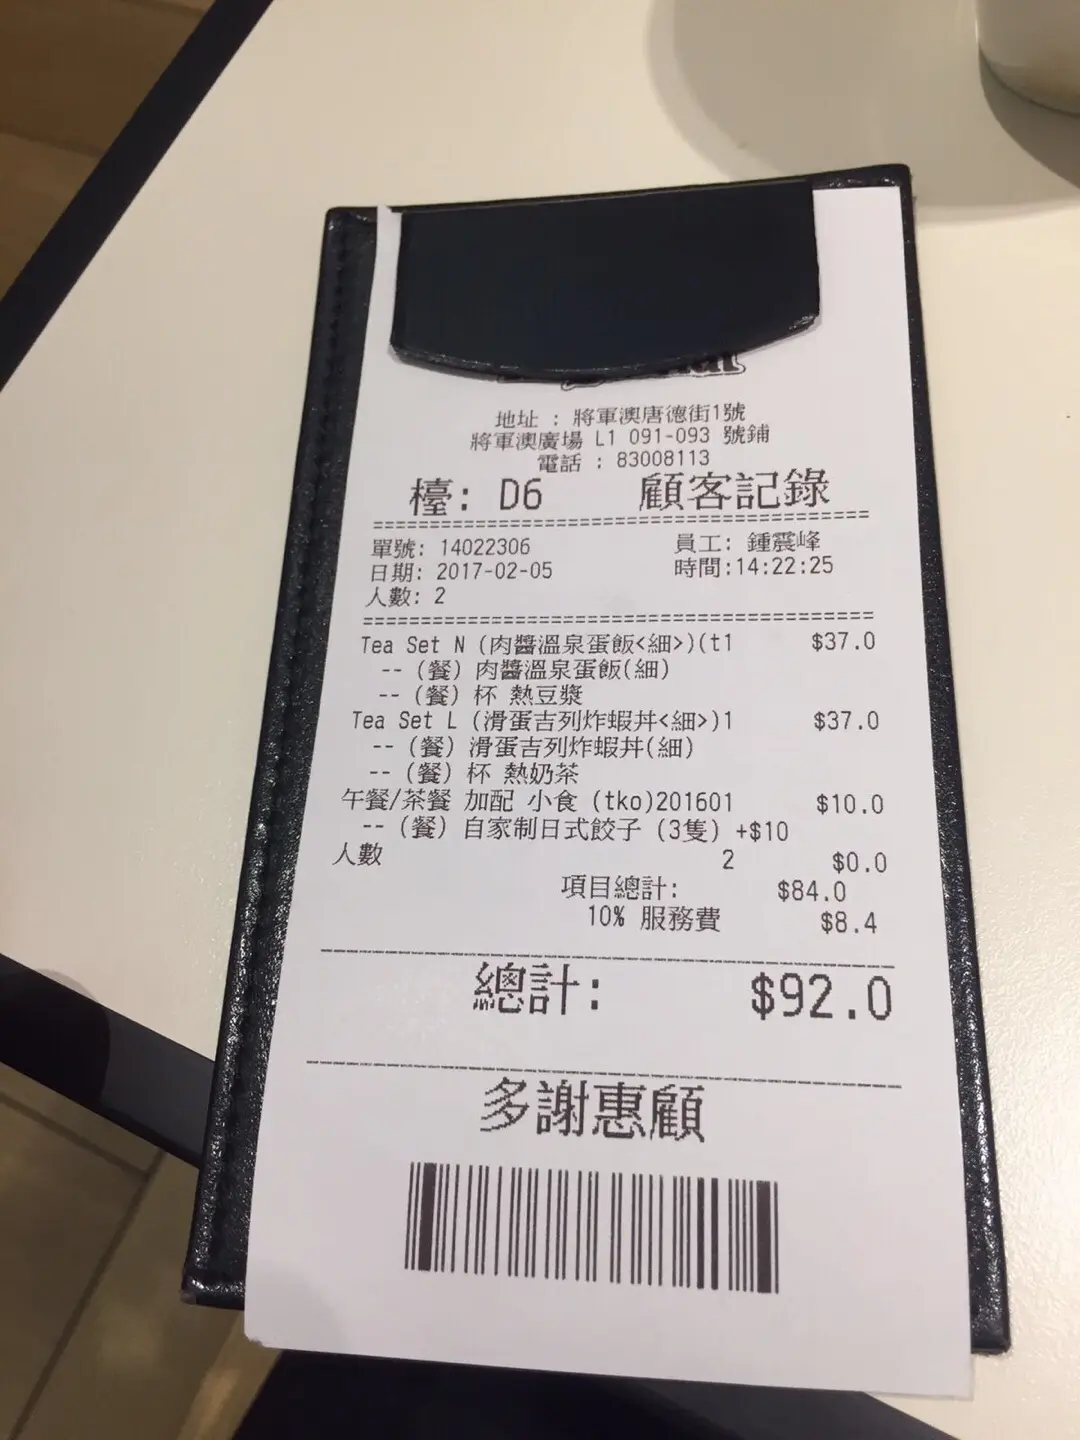 地址 : 將軍澳唐德街1號
將軍澳廣場 L1 091-093 號鋪
電話 : 83008113
檯: D6 顧客記錄
單號: 14022306 員工: 鍾震峰
日期: 2017-02-05 時間:14:22:25
人數: 2
Tea Set N (肉醬溫泉蛋飯<細>)(t1 $37.0
-- (餐) 肉醬溫泉蛋飯(細)
-- (餐) 杯 熱豆漿
Tea Set L (滑蛋吉列炸蝦丼<細>)1 $37.0
-- (餐) 滑蛋吉列炸蝦丼(細)
-- (餐) 杯 熱奶茶
午餐/茶餐 加配 小食 (tko)201601 $10.0
-- (餐) 自家制日式餃子 (3隻) +$10
人數 2 $0.0
項目總計: $84.0
10% 服務費 $8.4
總計: $92.0
多謝惠顧